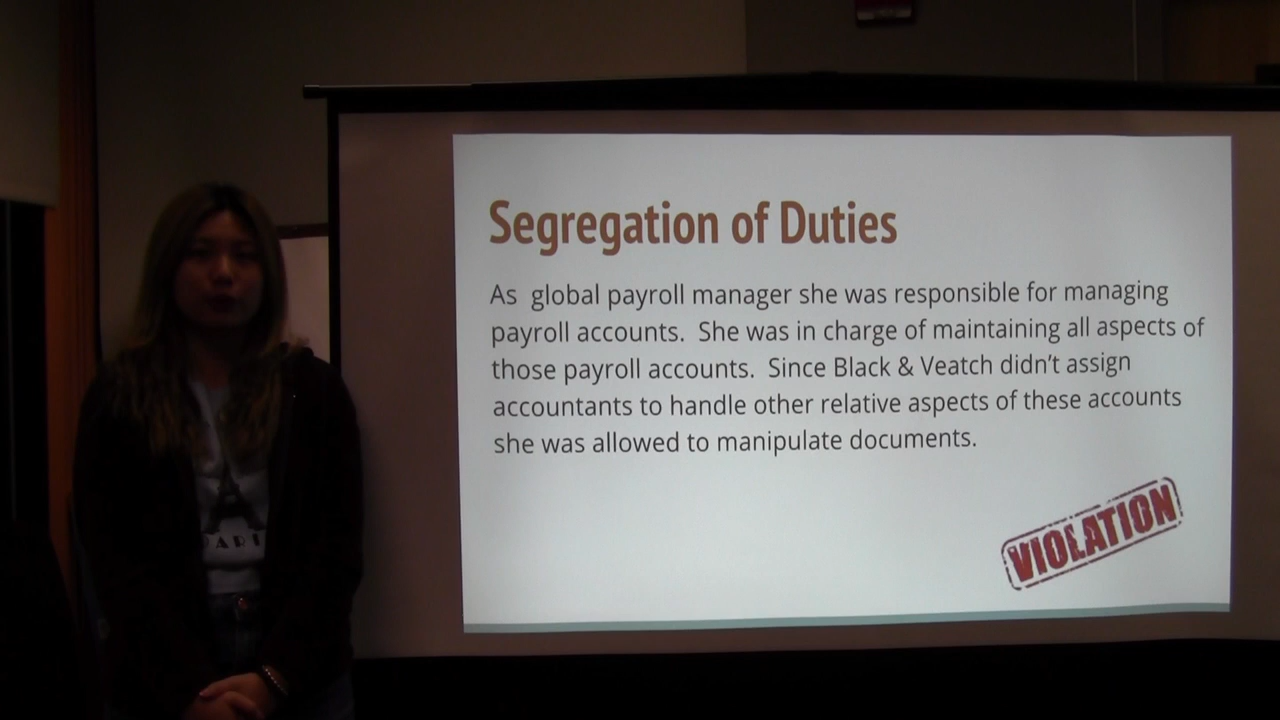 Segregation of Duties
As global payroll manager she was responsible for managing
payroll accounts. She was in charge of maintaining all aspects of
those payroll accounts. Since Black & Veatch didn't assign
accountants to handle other relative aspects of these accounts
she was allowed to manipulate documents.
VIOLATION
PARI